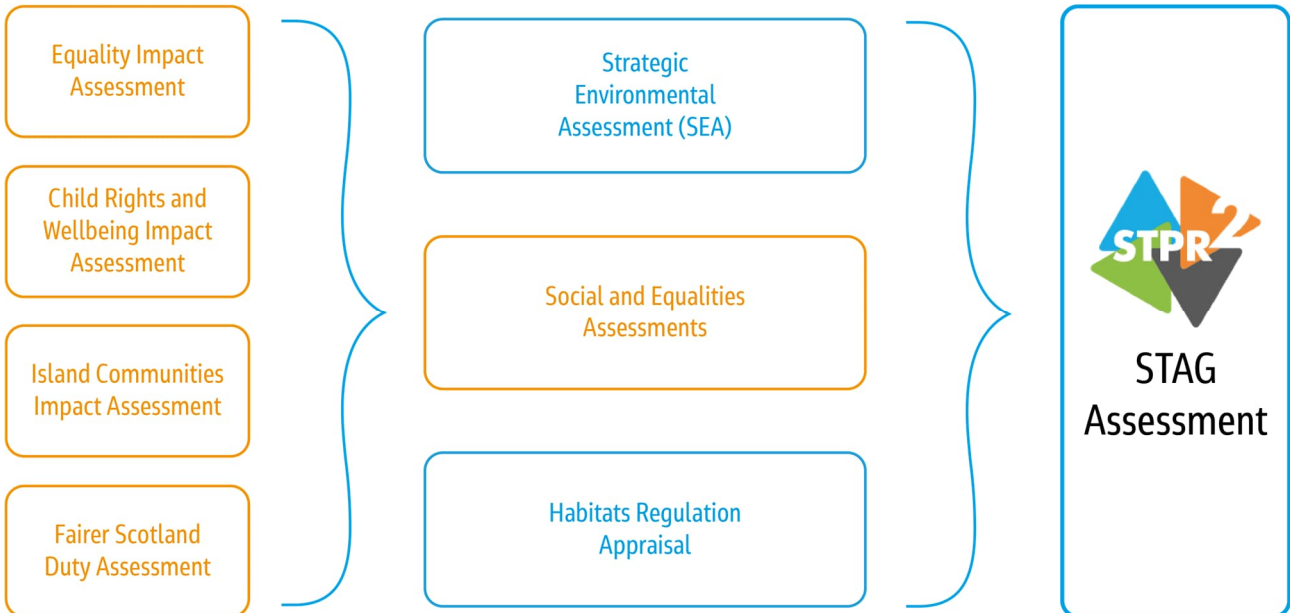 Equality Impact
Assessment
Child Rights and
Wellbeing Impact
Assessment
Island Communities
Impact Assessment
Fairer Scotland
Duty Assessment
Strategic
Environmental
Assessment (SEA)
Social and Equalities
Assessments
Habitats Regulation
Appraisal
STPR2
STAG
Assessment